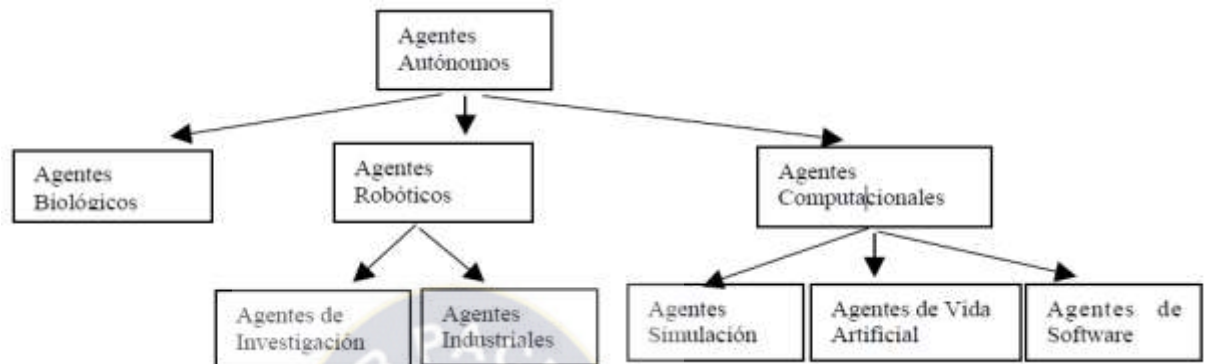 Agentes
Autónomos
Agentes
Biológicos
Agentes
Robóticos
Agentes
Computacionales
Agentes de
Investigación
Agentes
Industriales
Agentes
Simulación
Agentes de Vida
Artificial
Agentes de
Software